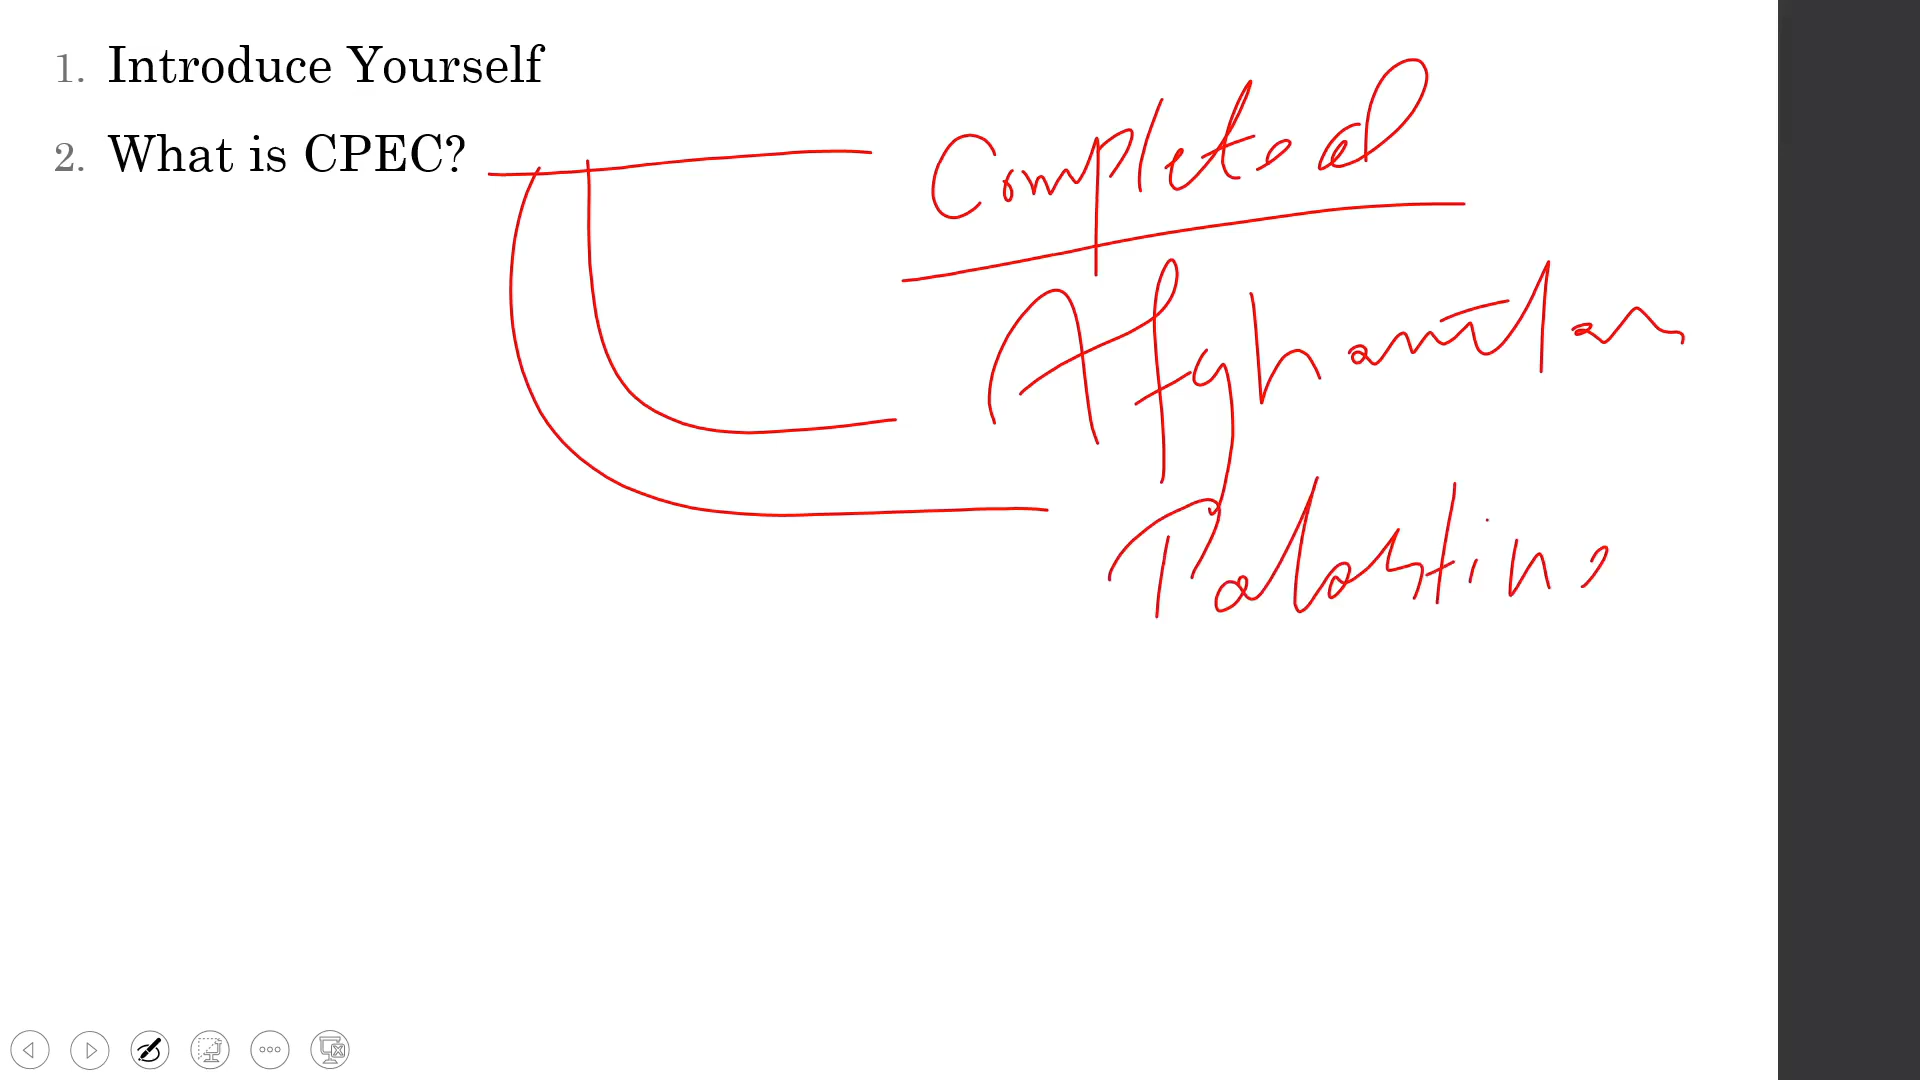 1. Introduce Yourself
2. What is CPEC?
Completed
Afghanistan
Palestine